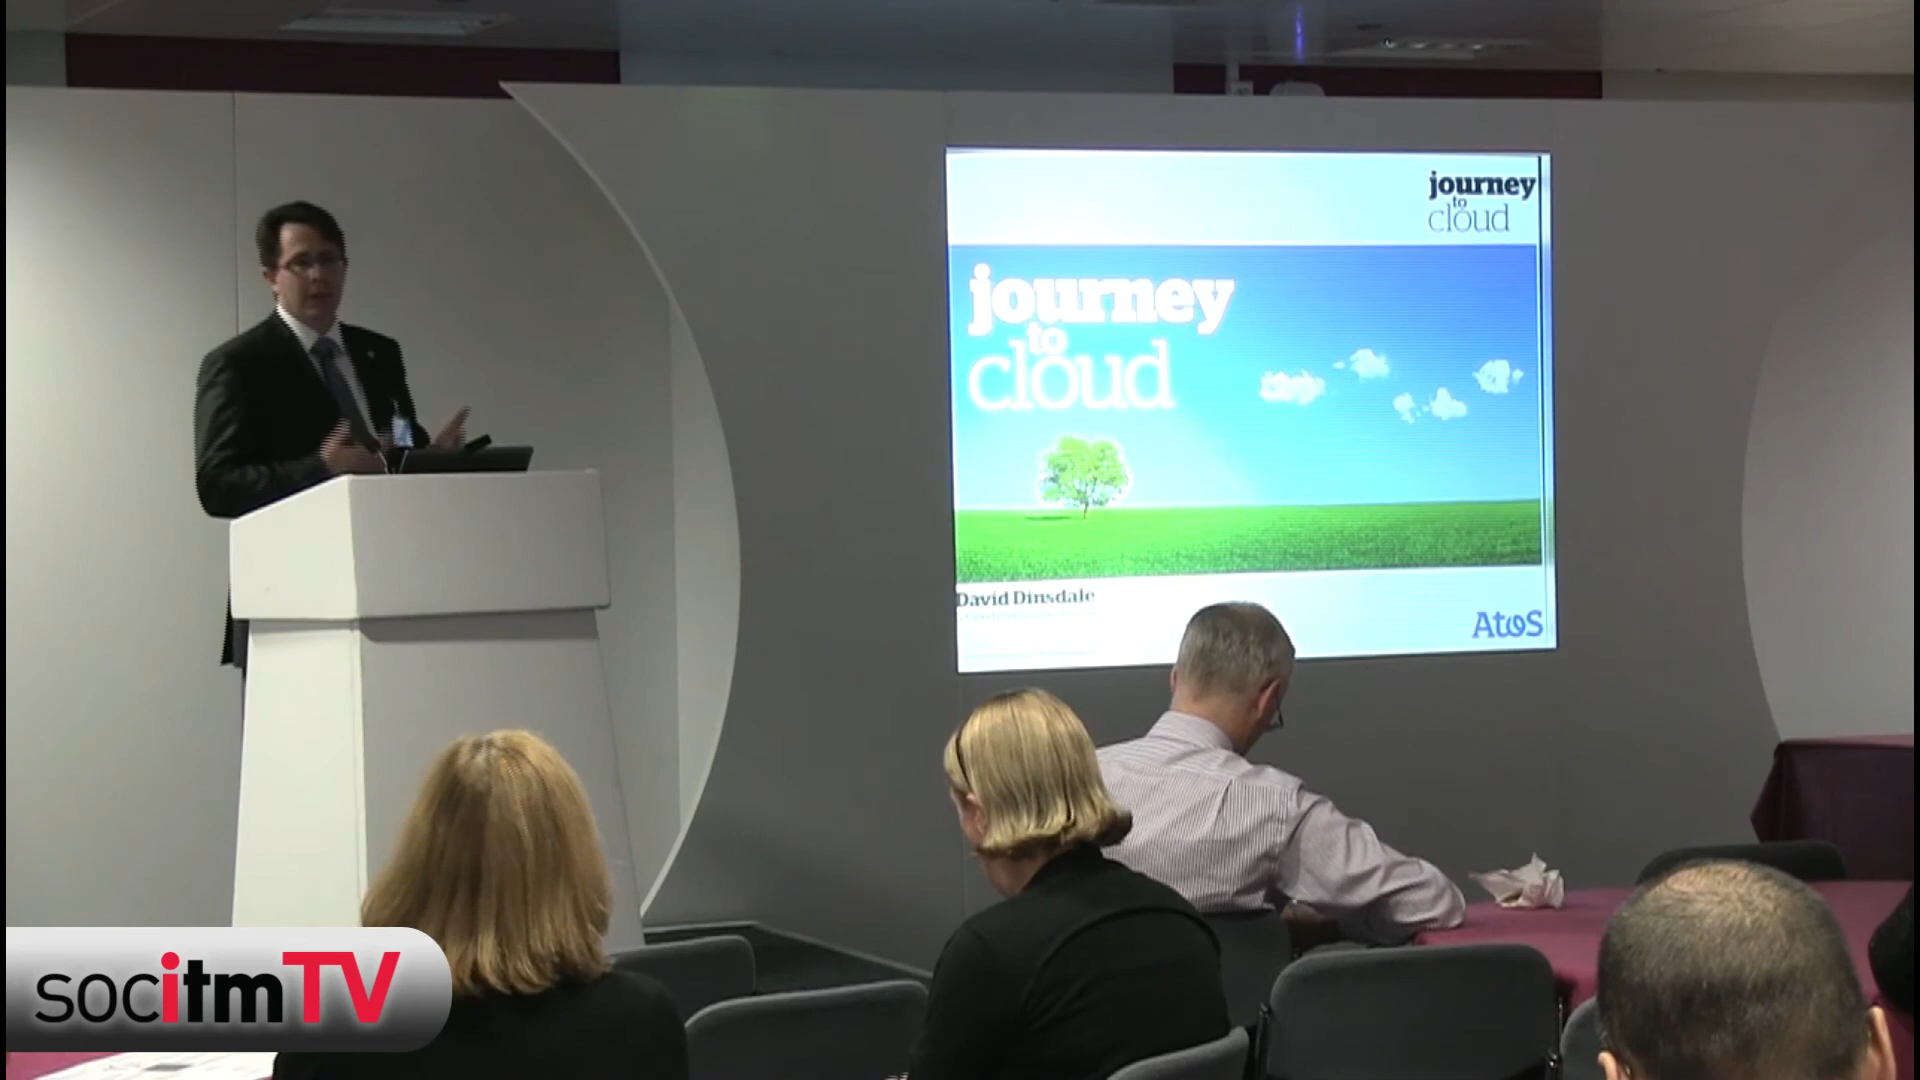 journey
to
cloud
journey
to
cloud
David Dinsdale
Atos
socitmTV